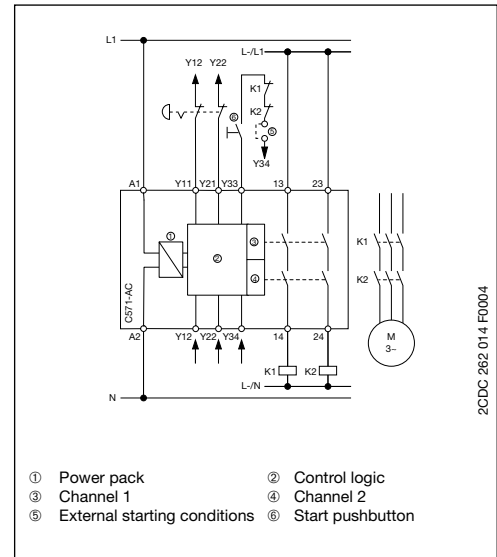 L1
L-/L1
Y12 Y22
K1
K2
⑥
⑤
Y34
A1 Y11 Y21 Y33 13 23
①
②
③
④
K1
K2
C571-AC
M
3~
A2 Y12 Y22 Y34 14 24
K1 K2
L-/N
N
2CDC 262 014 F0004
① Power pack ② Control logic
③ Channel 1 ④ Channel 2
⑤ External starting conditions ⑥ Start pushbutton